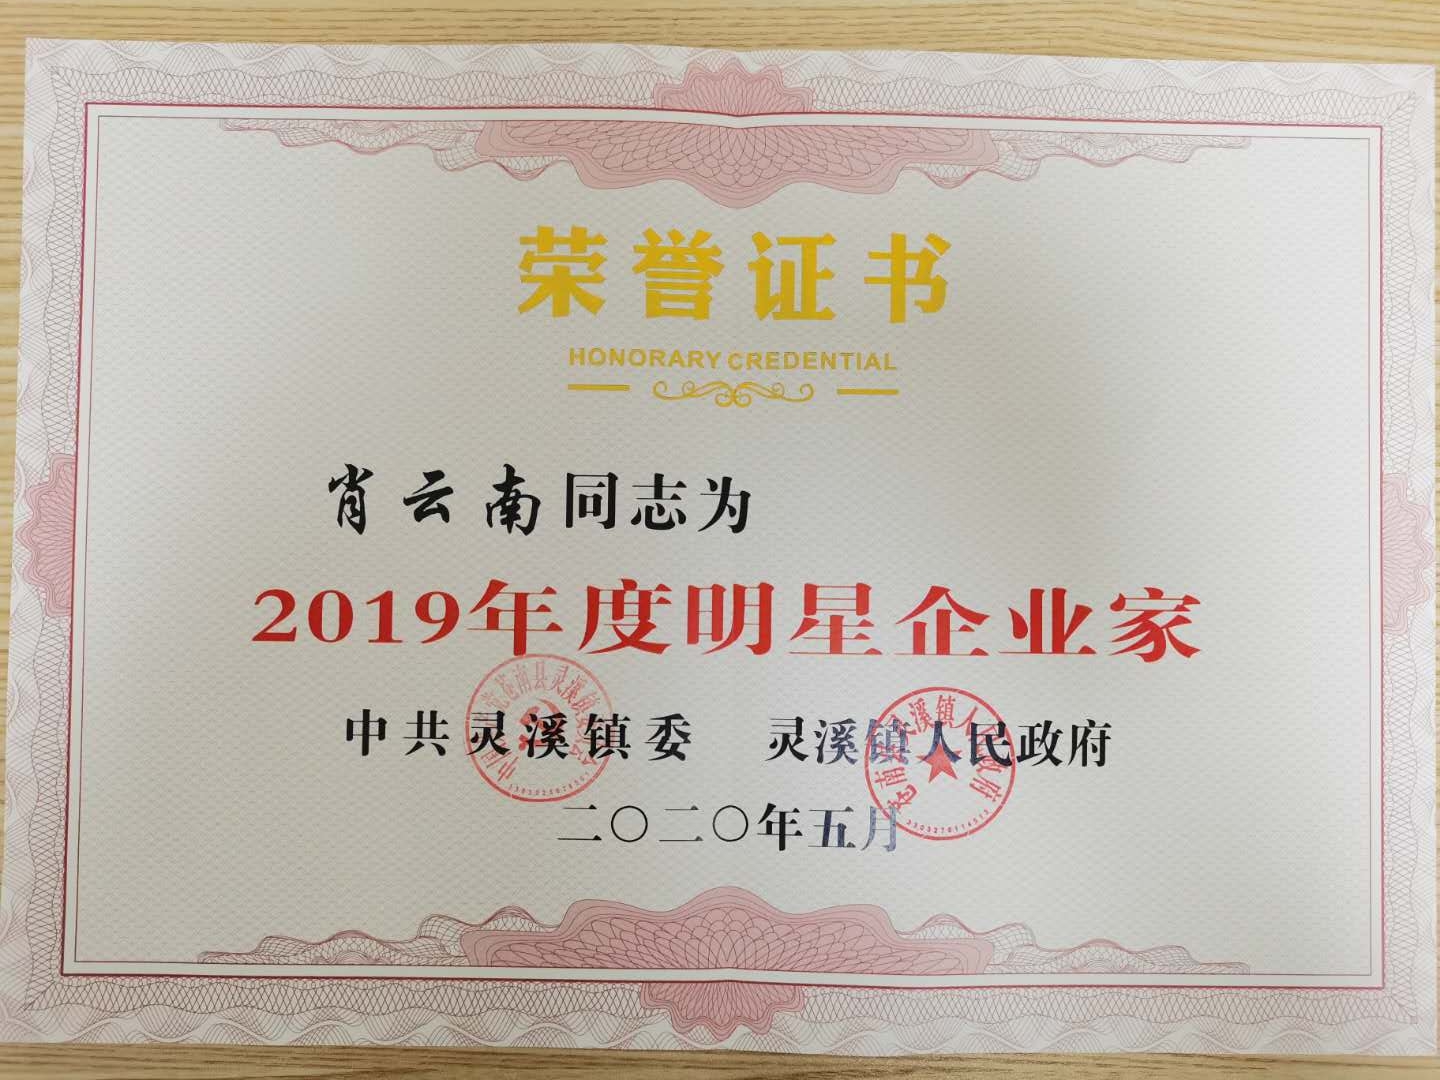 荣誉证书
HONORARY CREDENTIAL
肖云南同志为
2019年度明星企业家
中共灵溪镇委 灵溪镇人民政府
二〇二〇年五月